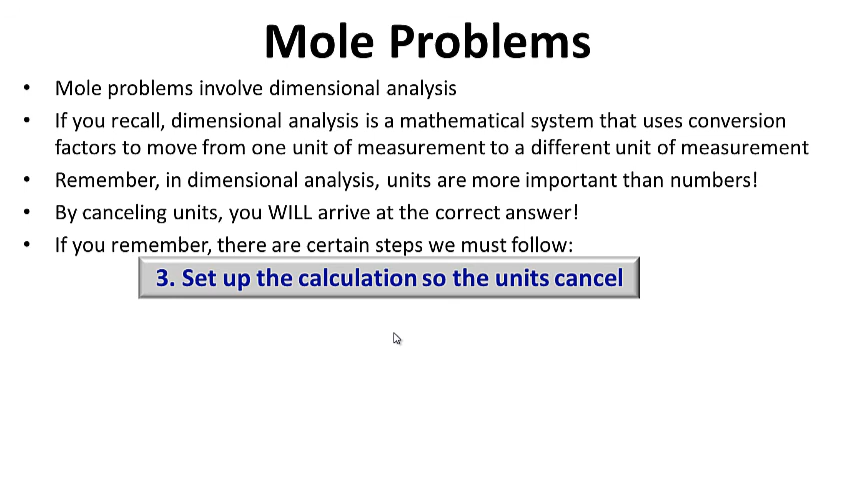 Mole Problems
• Mole problems involve dimensional analysis
• If you recall, dimensional analysis is a mathematical system that uses conversion
factors to move from one unit of measurement to a different unit of measurement
• Remember, in dimensional analysis, units are more important than numbers!
• By canceling units, you WILL arrive at the correct answer!
• If you remember, there are certain steps we must follow:
3. Set up the calculation so the units cancel